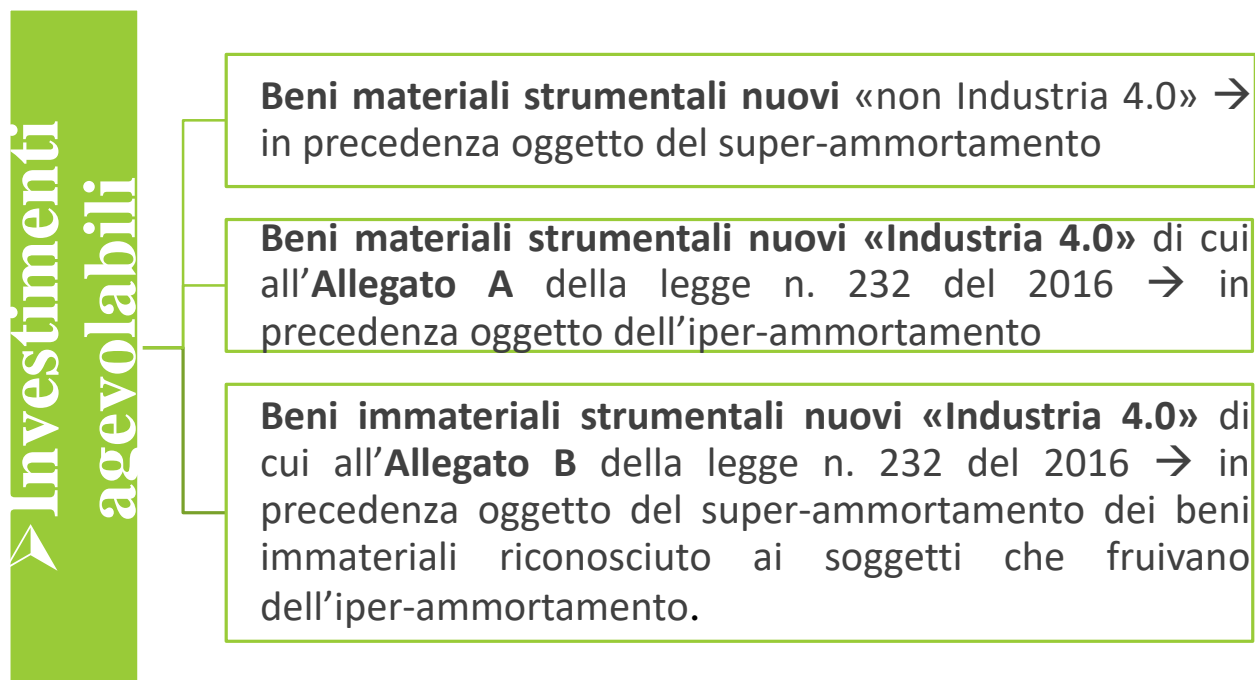 ➤Investimenti
agevolabili
Beni materiali strumentali nuovi «non Industria 4.0» →
in precedenza oggetto del super-ammortamento
Beni materiali strumentali nuovi «Industria 4.0» di cui
all’Allegato A della legge n. 232 del 2016 → in
precedenza oggetto dell’iper-ammortamento
Beni immateriali strumentali nuovi «Industria 4.0» di
cui all’Allegato B della legge n. 232 del 2016 → in
precedenza oggetto del super-ammortamento dei beni
immateriali riconosciuto ai soggetti che fruivano
dell’iper-ammortamento.